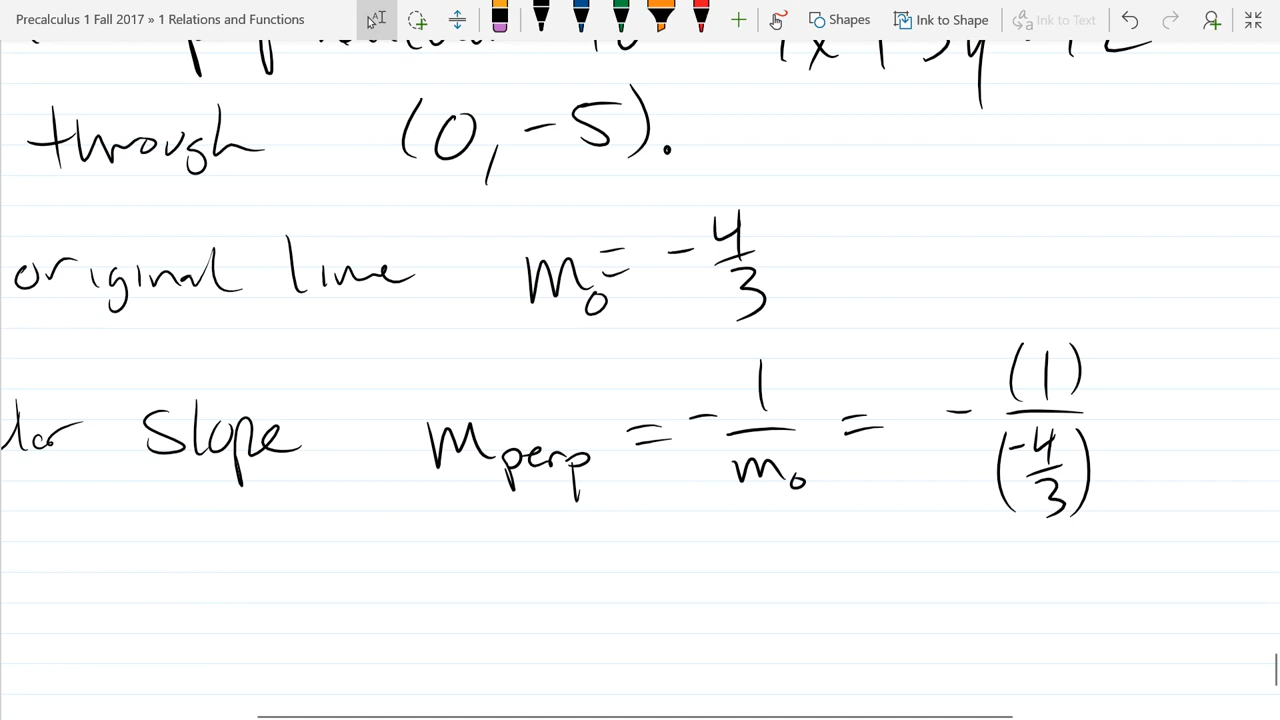 Precalculus 1 Fall 2017 » 1 Relations and Functions Shapes Ink to Shape Ink to Text
through (0, -5).
original line m₀ = -4/3
slope m_perp = -1/m₀ = -(1)/(-4/3)